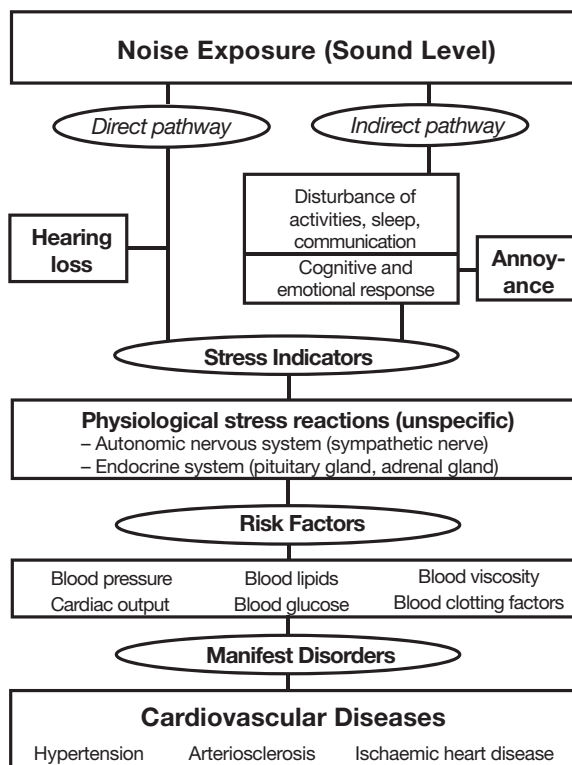 Noise Exposure (Sound Level)
Direct pathway
Indirect pathway
Disturbance of
activities, sleep,
communication
Hearing
loss
Cognitive and
emotional response
Annoy-
ance
Stress Indicators
Physiological stress reactions (unspecific)
– Autonomic nervous system (sympathetic nerve)
– Endocrine system (pituitary gland, adrenal gland)
Risk Factors
Blood pressure Blood lipids Blood viscosity
Cardiac output Blood glucose Blood clotting factors
Manifest Disorders
Cardiovascular Diseases
Hypertension Arteriosclerosis Ischaemic heart disease